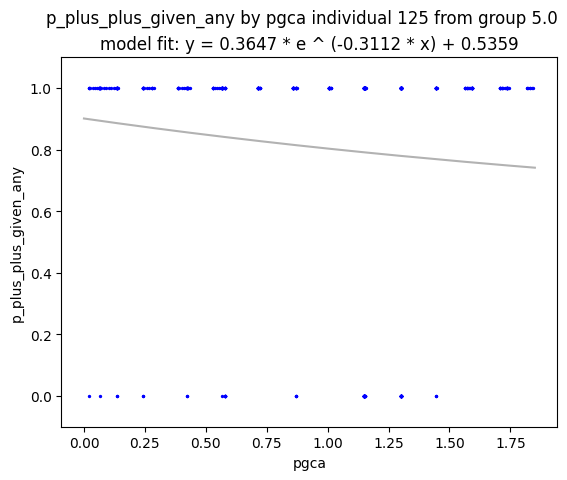 p_plus_plus_given_any by pgca individual 125 from group 5.0
model fit: y = 0.3647 * e ^ (-0.3112 * x) + 0.5359
1.0
0.8
0.6
0.4
0.2
0.0
p_plus_plus_given_any
0.00 0.25 0.50 0.75 1.00 1.25 1.50 1.75
pgca